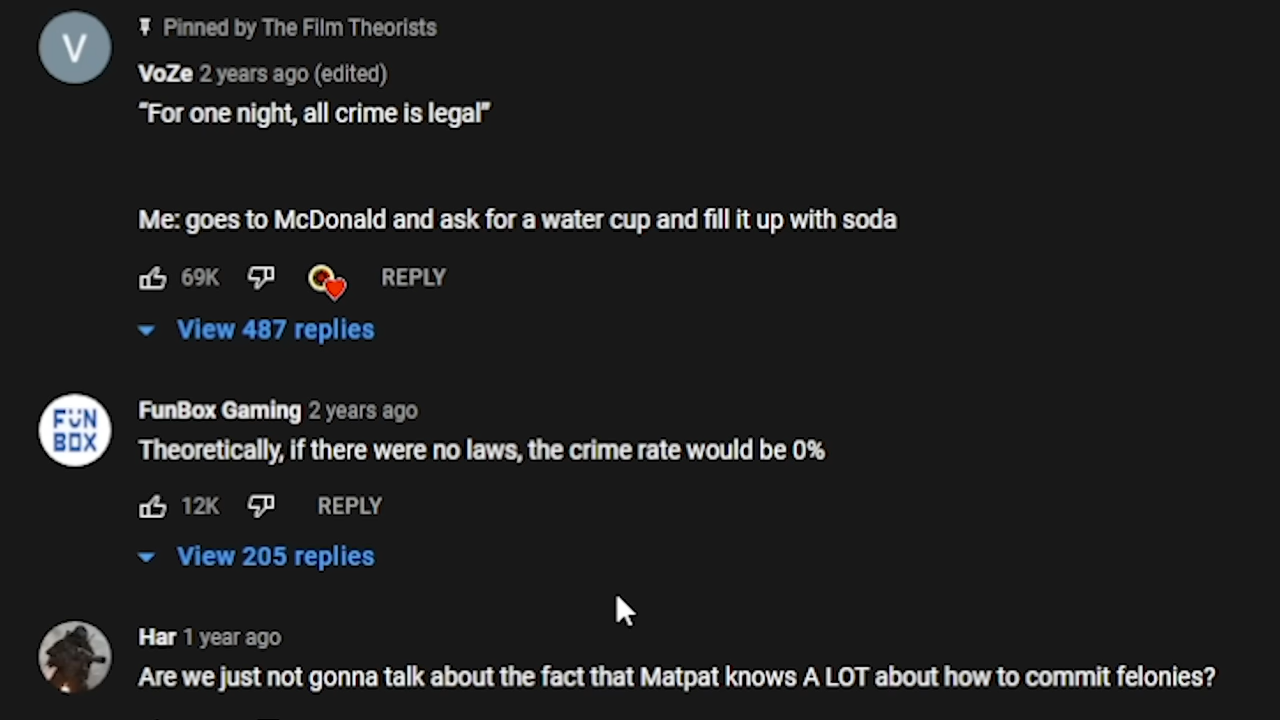 V
Pinned by The Film Theorists
VoZe 2 years ago (edited)
“For one night, all crime is legal”
Me: goes to McDonald and ask for a water cup and fill it up with soda
69K REPLY
View 487 replies
FUN
BOX
FunBox Gaming 2 years ago
Theoretically, if there were no laws, the crime rate would be 0%
12K REPLY
View 205 replies
Har 1 year ago
Are we just not gonna talk about the fact that Matpat knows A LOT about how to commit felonies?